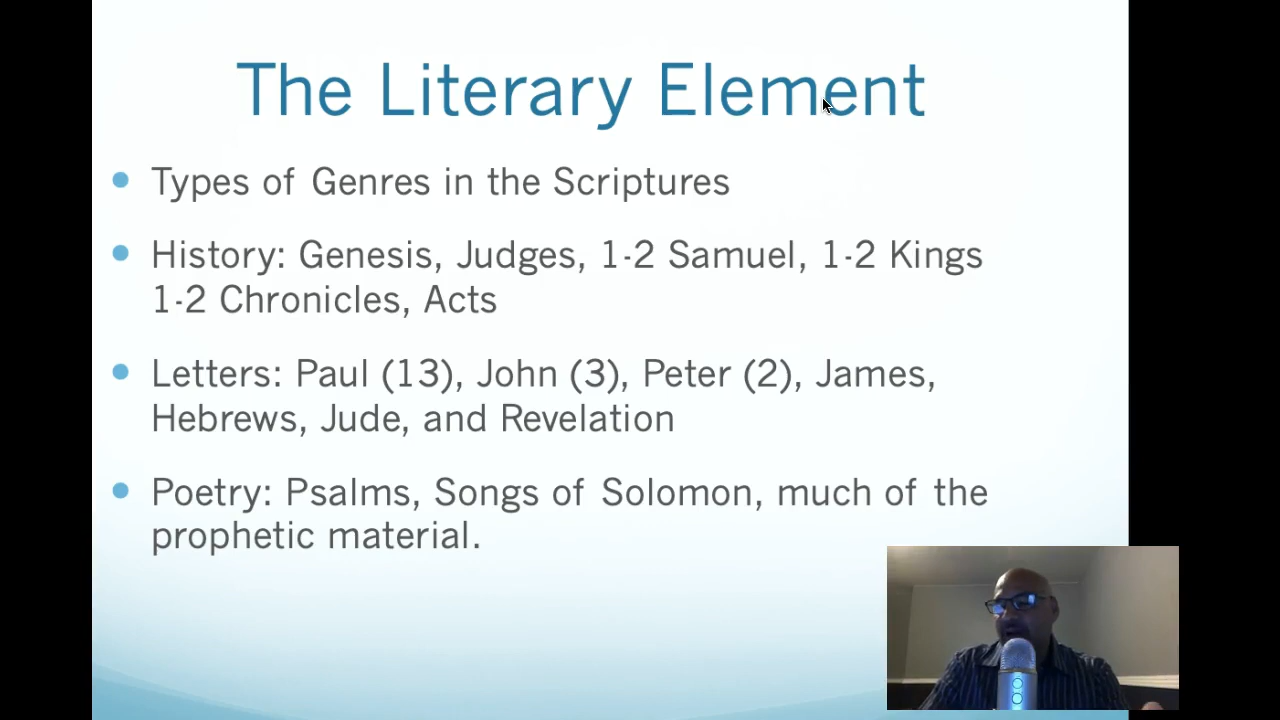 The Literary Element
Types of Genres in the Scriptures
History: Genesis, Judges, 1-2 Samuel, 1-2 Kings
1-2 Chronicles, Acts
Letters: Paul (13), John (3), Peter (2), James,
Hebrews, Jude, and Revelation
Poetry: Psalms, Songs of Solomon, much of the
prophetic material.